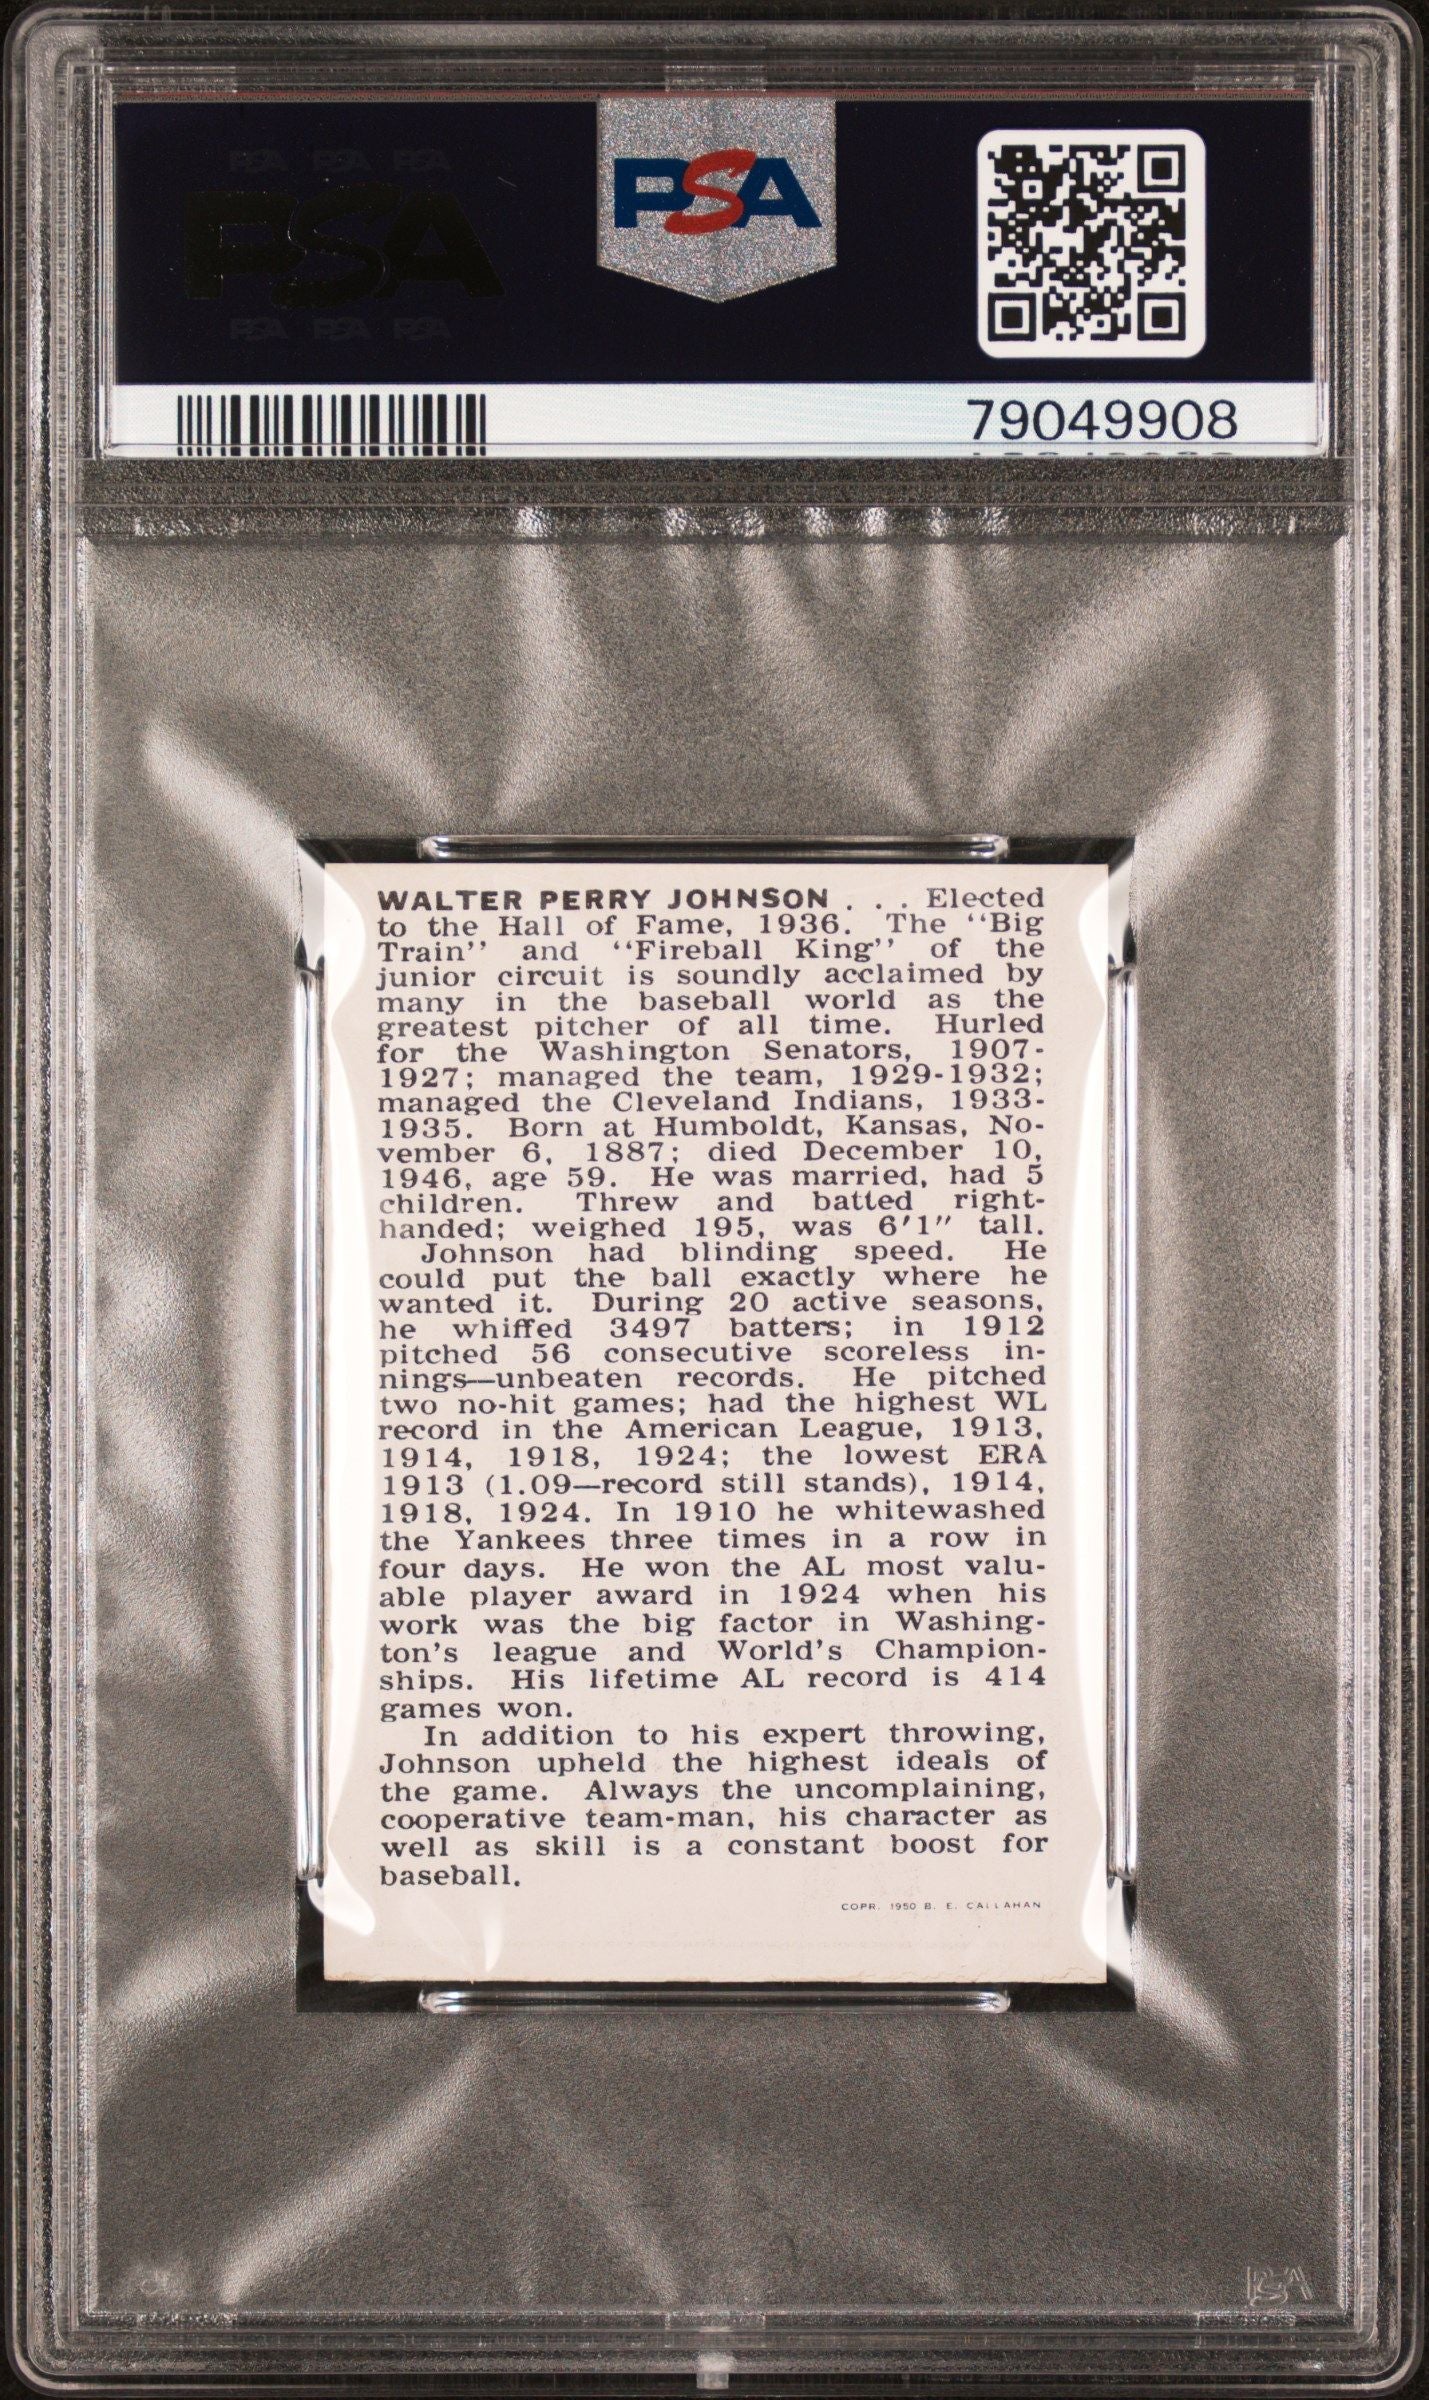 PSA PSA PSA
PSA
PSA PSA PSA
PSA
79049908
WALTER PERRY JOHNSON . . . Elected
to the Hall of Fame, 1936. The "Big
Train" and "Fireball King" of the
junior circuit is soundly acclaimed by
many in the baseball world as the
greatest pitcher of all time. Hurled
for the Washington Senators, 1907-
1927; managed the team, 1929-1932;
managed the Cleveland Indians, 1933-
1935. Born at Humboldt, Kansas, No-
vember 6, 1887; died December 10,
1946, age 59. He was married, had 5
children. Threw and batted right-
handed; weighed 195, was 6'1" tall.
Johnson had blinding speed. He
could put the ball exactly where he
wanted it. During 20 active seasons,
he whiffed 3497 batters; in 1912
pitched 56 consecutive scoreless in-
nings—unbeaten records. He pitched
two no-hit games; had the highest WL
record in the American League, 1913,
1914, 1918, 1924; the lowest ERA
1913 (1.09—record still stands), 1914,
1918, 1924. In 1910 he whitewashed
the Yankees three times in a row in
four days. He won the AL most valu-
able player award in 1924 when his
work was the big factor in Washing-
ton's league and World's Champion-
ships. His lifetime AL record is 414
games won.
In addition to his expert throwing,
Johnson upheld the highest ideals of
the game. Always the uncomplaining,
cooperative team-man, his character as
well as skill is a constant boost for
baseball.
COPR. 1950 B. E. CALLAHAN
PSA